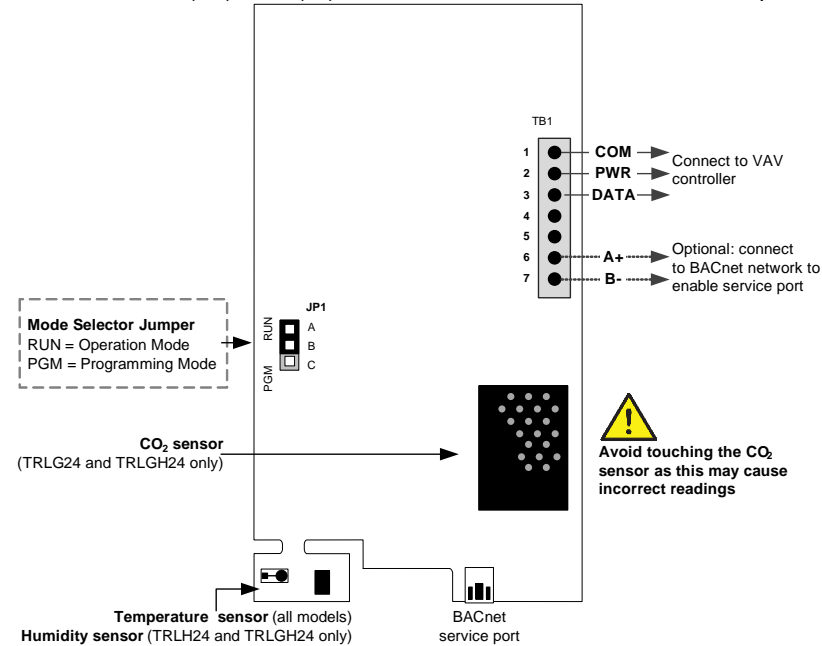 TB1
1 COM
2 PWR
3 DATA
4
5
6 A+
7 B-
Connect to VAV
controller
Optional: connect
to BACnet network to
enable service port
Mode Selector Jumper
RUN = Operation Mode
PGM = Programming Mode
JP1
RUN
PGM
A
B
C
CO₂ sensor
(TRLG24 and TRLGH24 only)
Avoid touching the CO₂
sensor as this may cause
incorrect readings
Temperature sensor (all models)
Humidity sensor (TRLH24 and TRLGH24 only)
BACnet
service port